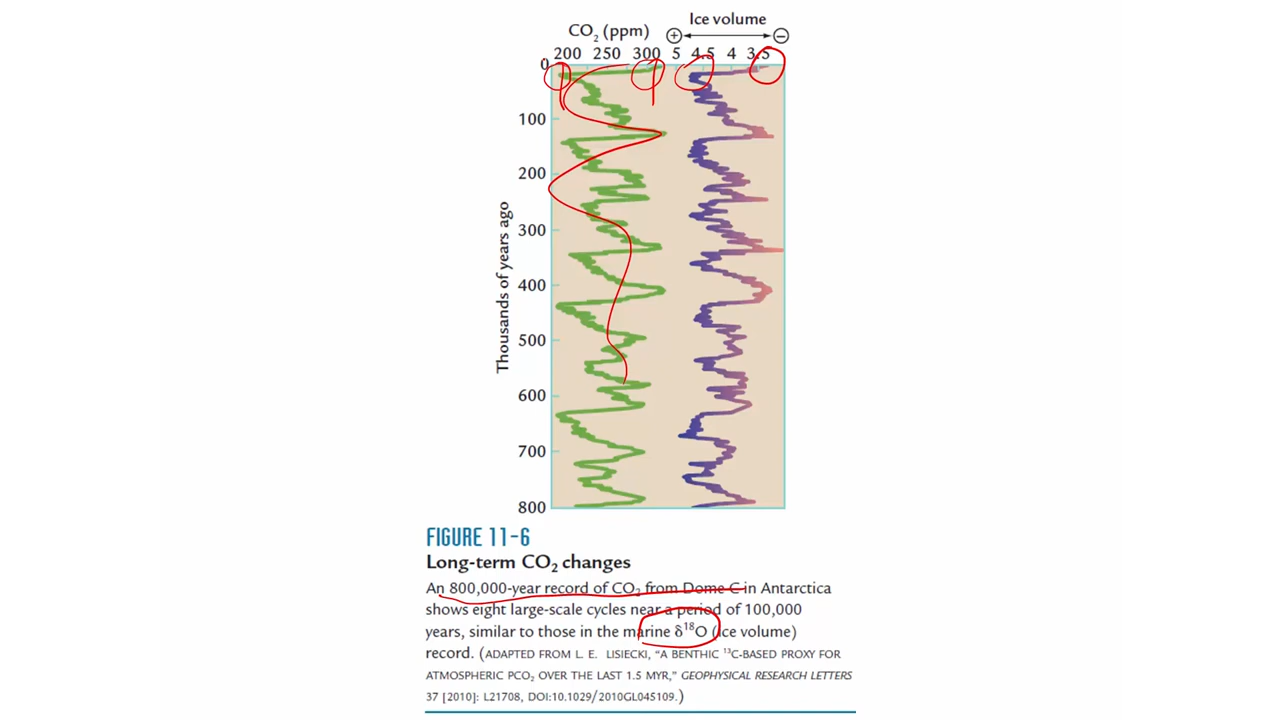 Ice volume
CO₂ (ppm) + −
200 250 300 5 4.5 4 3.5
0
100
200
300
400
500
600
700
800
Thousands of years ago
FIGURE 11–6
Long-term CO₂ changes
An 800,000-year record of CO₂ from Dome C in Antarctica
shows eight large-scale cycles near a period of 100,000
years, similar to those in the marine δ¹⁸O (ice volume)
record. (ADAPTED FROM L. E. LISIECKI, “A BENTHIC ¹³C-BASED PROXY FOR
ATMOSPHERIC PCO₂ OVER THE LAST 1.5 MYR,” GEOPHYSICAL RESEARCH LETTERS
37 [2010]: L21708, DOI:10.1029/2010GL045109.)